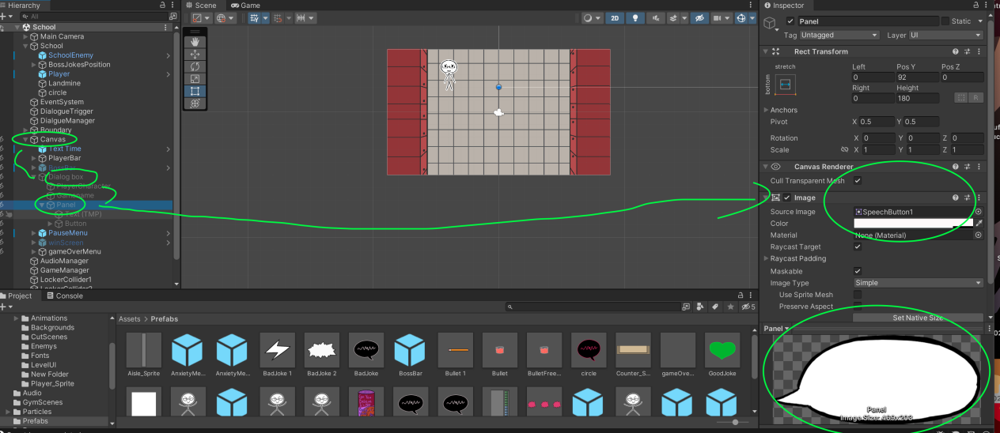 Hierarchy
All
School
Main Camera
School
SchoolEnemy
BossJokesPosition
Player
Landmine
circle
EventSystem
DialogueTrigger
DialgueManager
Boundary
Canvas
Text Time
PlayerBar
BossBar
Dialog box
PlayerCharacter
Gamename
Panel
Text (TMP)
Button
PauseMenu
winScreen
gameOverMenu
AudioManager
GameManager
LockerCollider1
LockerCollider2
Scene Game
2D
Inspector
Panel Static
Tag Untagged Layer UI
Rect Transform
stretch Left Pos Y Pos Z
bottom 0 92 0
Right Height
0 180 R
Anchors
Pivot X 0.5 Y 0.5
Rotation X 0 Y 0 Z 0
Scale X 1 Y 1 Z 1
Canvas Renderer
Cull Transparent Mesh
Image
Source Image SpeechButton1
Color
Material None (Material)
Raycast Target
Raycast Padding
Maskable
Image Type Simple
Use Sprite Mesh
Preserve Aspect
Set Native Size
Panel
Panel
Image Size: 469x203
Project Console
5
Animations
Backgrounds
CutScenes
Enemys
Fonts
LevelUI
New Folder
Player_Sprite
Audio
GymScenes
Particles
Prefabs
Assets > Prefabs
Aisle_Sprite AnxietyMe... AnxietyMe... BadJoke 1 BadJoke 2 BadJoke BossBar Bullet 1 Bullet BulletFree... circle Counter_S... gameOve... GoodJoke